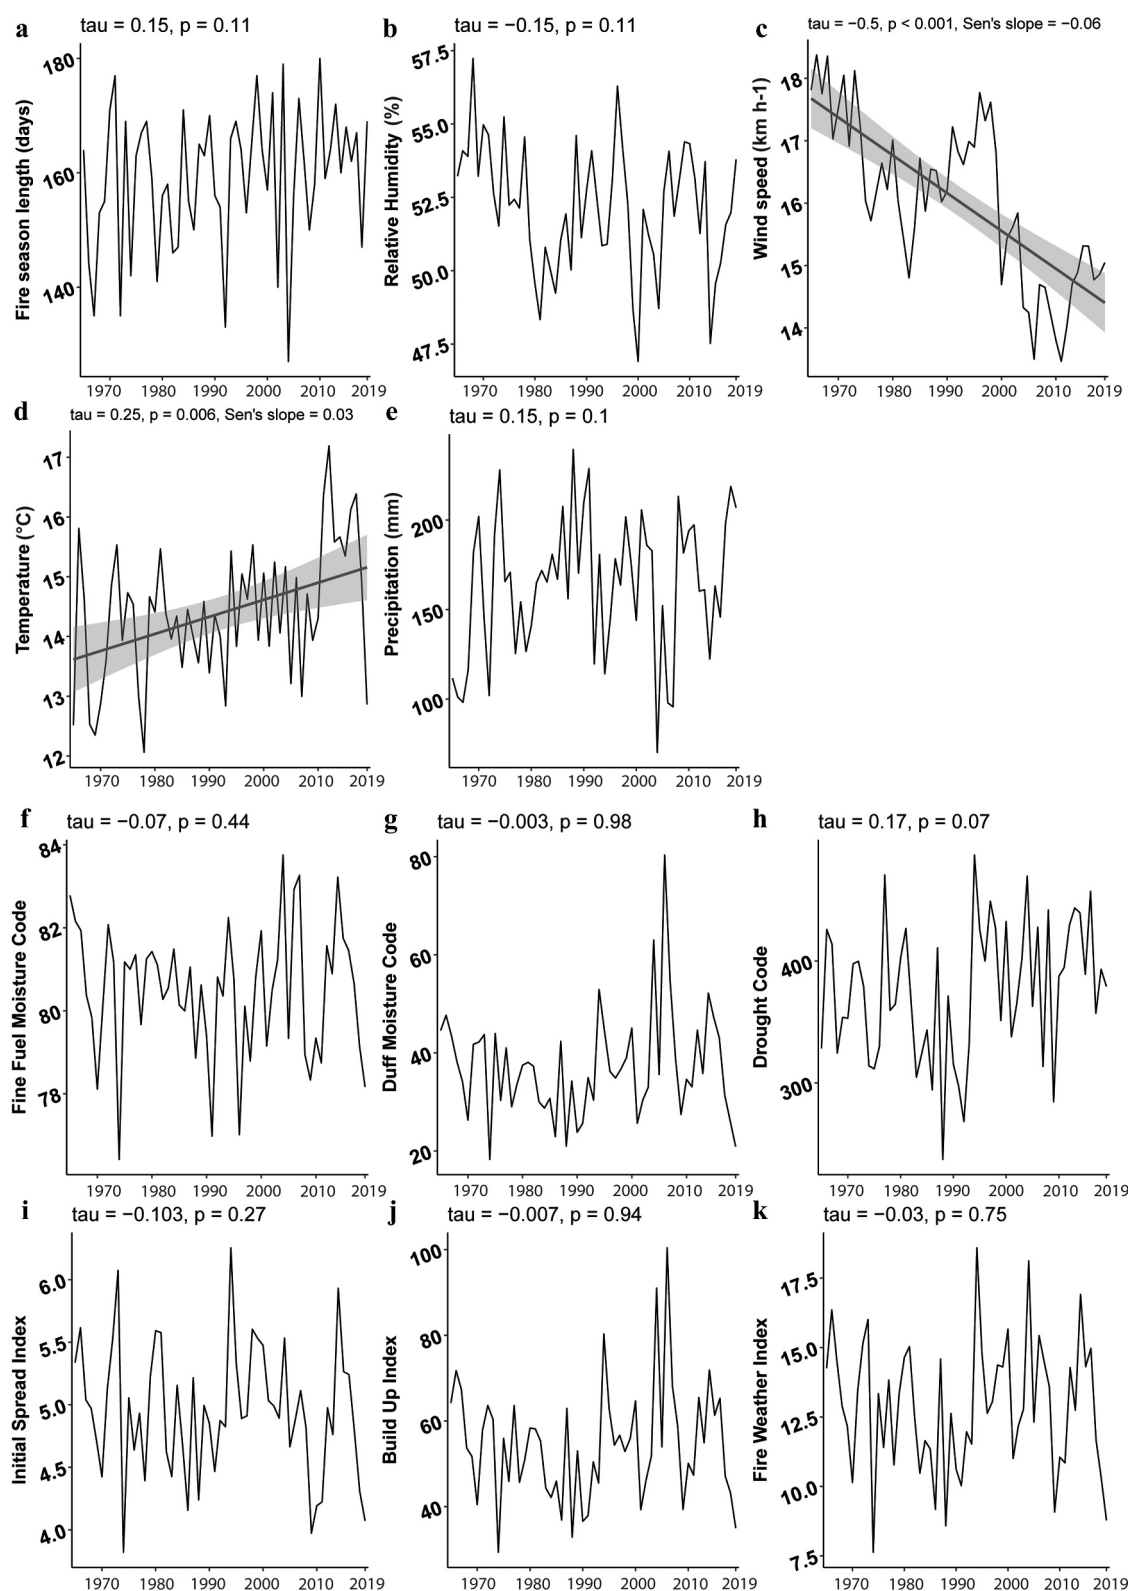 a tau = 0.15, p = 0.11
Fire season length (days)
180
160
140
1970 1980 1990 2000 2010 2019
b tau = −0.15, p = 0.11
Relative Humidity (%)
57.5
55.0
52.5
50.0
47.5
1970 1980 1990 2000 2010 2019
c tau = −0.5, p < 0.001, Sen's slope = −0.06
Wind speed (km h-1)
18
17
16
15
14
1970 1980 1990 2000 2010 2019
d tau = 0.25, p = 0.006, Sen's slope = 0.03
Temperature (°C)
17
16
15
14
13
12
1970 1980 1990 2000 2010 2019
e tau = 0.15, p = 0.1
Precipitation (mm)
200
150
100
1970 1980 1990 2000 2010 2019
f tau = −0.07, p = 0.44
Fine Fuel Moisture Code
84
82
80
78
1970 1980 1990 2000 2010 2019
g tau = −0.003, p = 0.98
Duff Moisture Code
80
60
40
20
1970 1980 1990 2000 2010 2019
h tau = 0.17, p = 0.07
Drought Code
400
300
1970 1980 1990 2000 2010 2019
i tau = −0.103, p = 0.27
Initial Spread Index
6.0
5.5
5.0
4.5
4.0
1970 1980 1990 2000 2010 2019
j tau = −0.007, p = 0.94
Build Up Index
100
80
60
40
1970 1980 1990 2000 2010 2019
k tau = −0.03, p = 0.75
Fire Weather Index
17.5
15.0
12.5
10.0
7.5
1970 1980 1990 2000 2010 2019